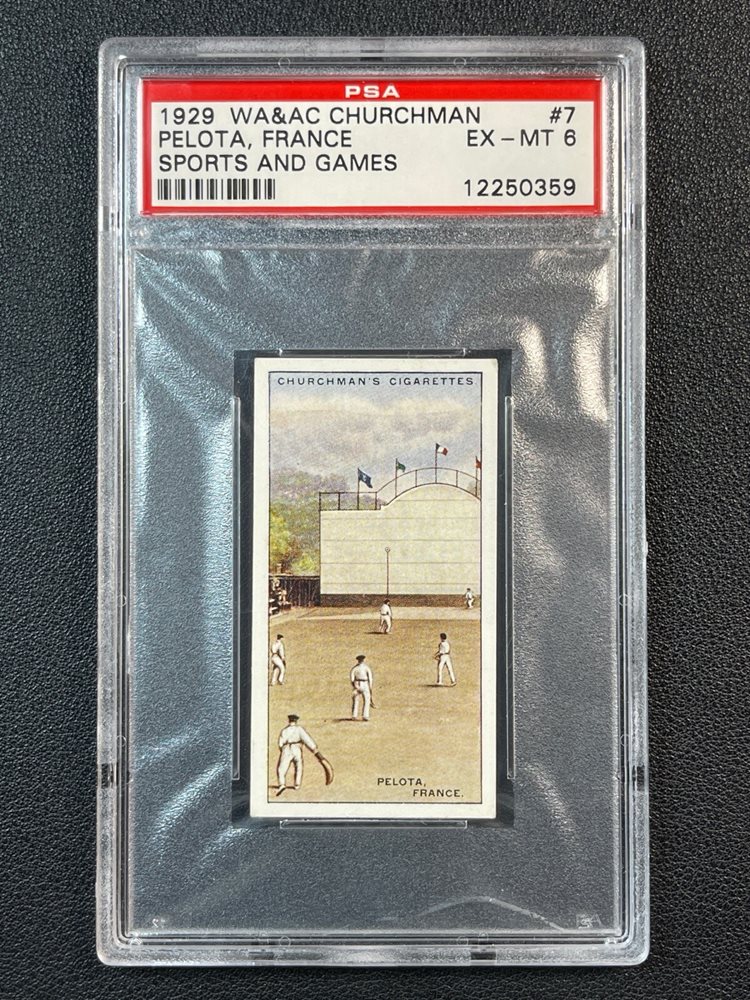 PSA
1929 WA&AC CHURCHMAN #7
PELOTA, FRANCE EX-MT 6
SPORTS AND GAMES
12250359
CHURCHMAN'S CIGARETTES
PELOTA,
FRANCE.